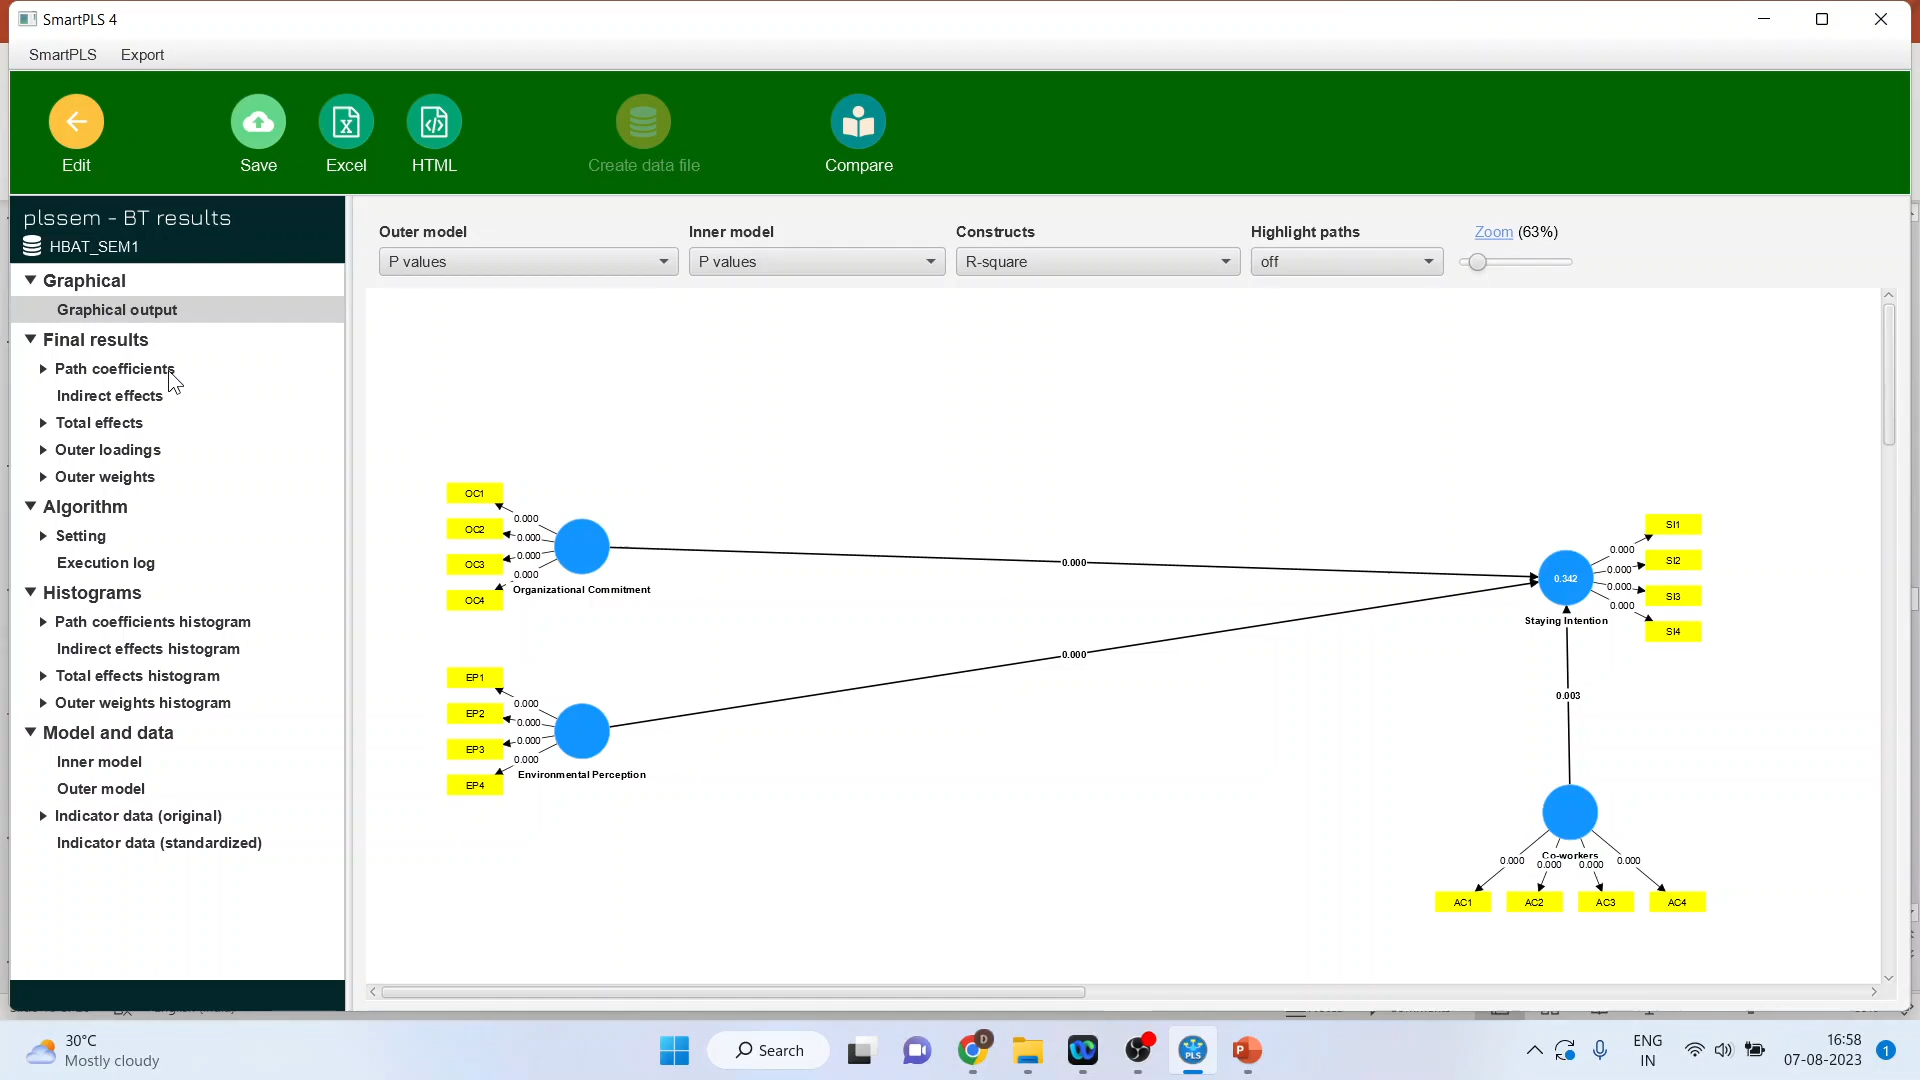 SmartPLS 4
SmartPLS Export
Edit Save Excel HTML Create data file Compare
plssem - BT results
HBAT_SEM1
Graphical
Graphical output
Final results
Path coefficients
Indirect effects
Total effects
Outer loadings
Outer weights
Algorithm
Setting
Execution log
Histograms
Path coefficients histogram
Indirect effects histogram
Total effects histogram
Outer weights histogram
Model and data
Inner model
Outer model
Indicator data (original)
Indicator data (standardized)
Outer model Inner model Constructs Highlight paths Zoom (63%)
P values P values R-square off
OC1
0.000
OC2
0.000
0.000
OC3
0.000
OC4
Organizational Commitment
0.000
EP1
0.000
EP2
0.000
0.000
EP3
0.000
EP4
Environmental Perception
0.000
SI1
0.000
SI2
0.000
0.342
0.000
SI3
0.000
SI4
Staying Intention
0.003
Co-workers
0.000 0.000 0.000 0.000
AC1 AC2 AC3 AC4
30°C
Mostly cloudy
Search
D
PLS
P
ENG
IN
16:58
07-08-2023
1